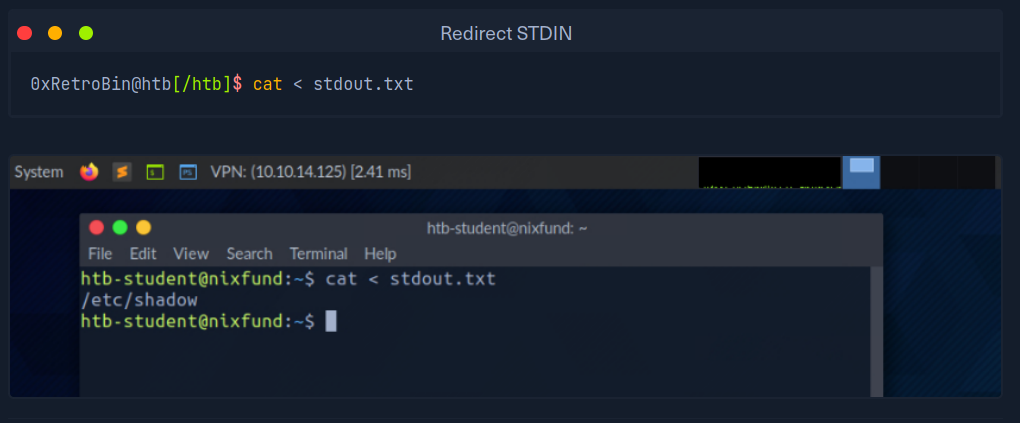 Redirect STDIN
0xRetroBin@htb[/htb]$ cat < stdout.txt
System VPN: (10.10.14.125) [2.41 ms]
htb-student@nixfund: ~
File Edit View Search Terminal Help
htb-student@nixfund:~$ cat < stdout.txt
/etc/shadow
htb-student@nixfund:~$